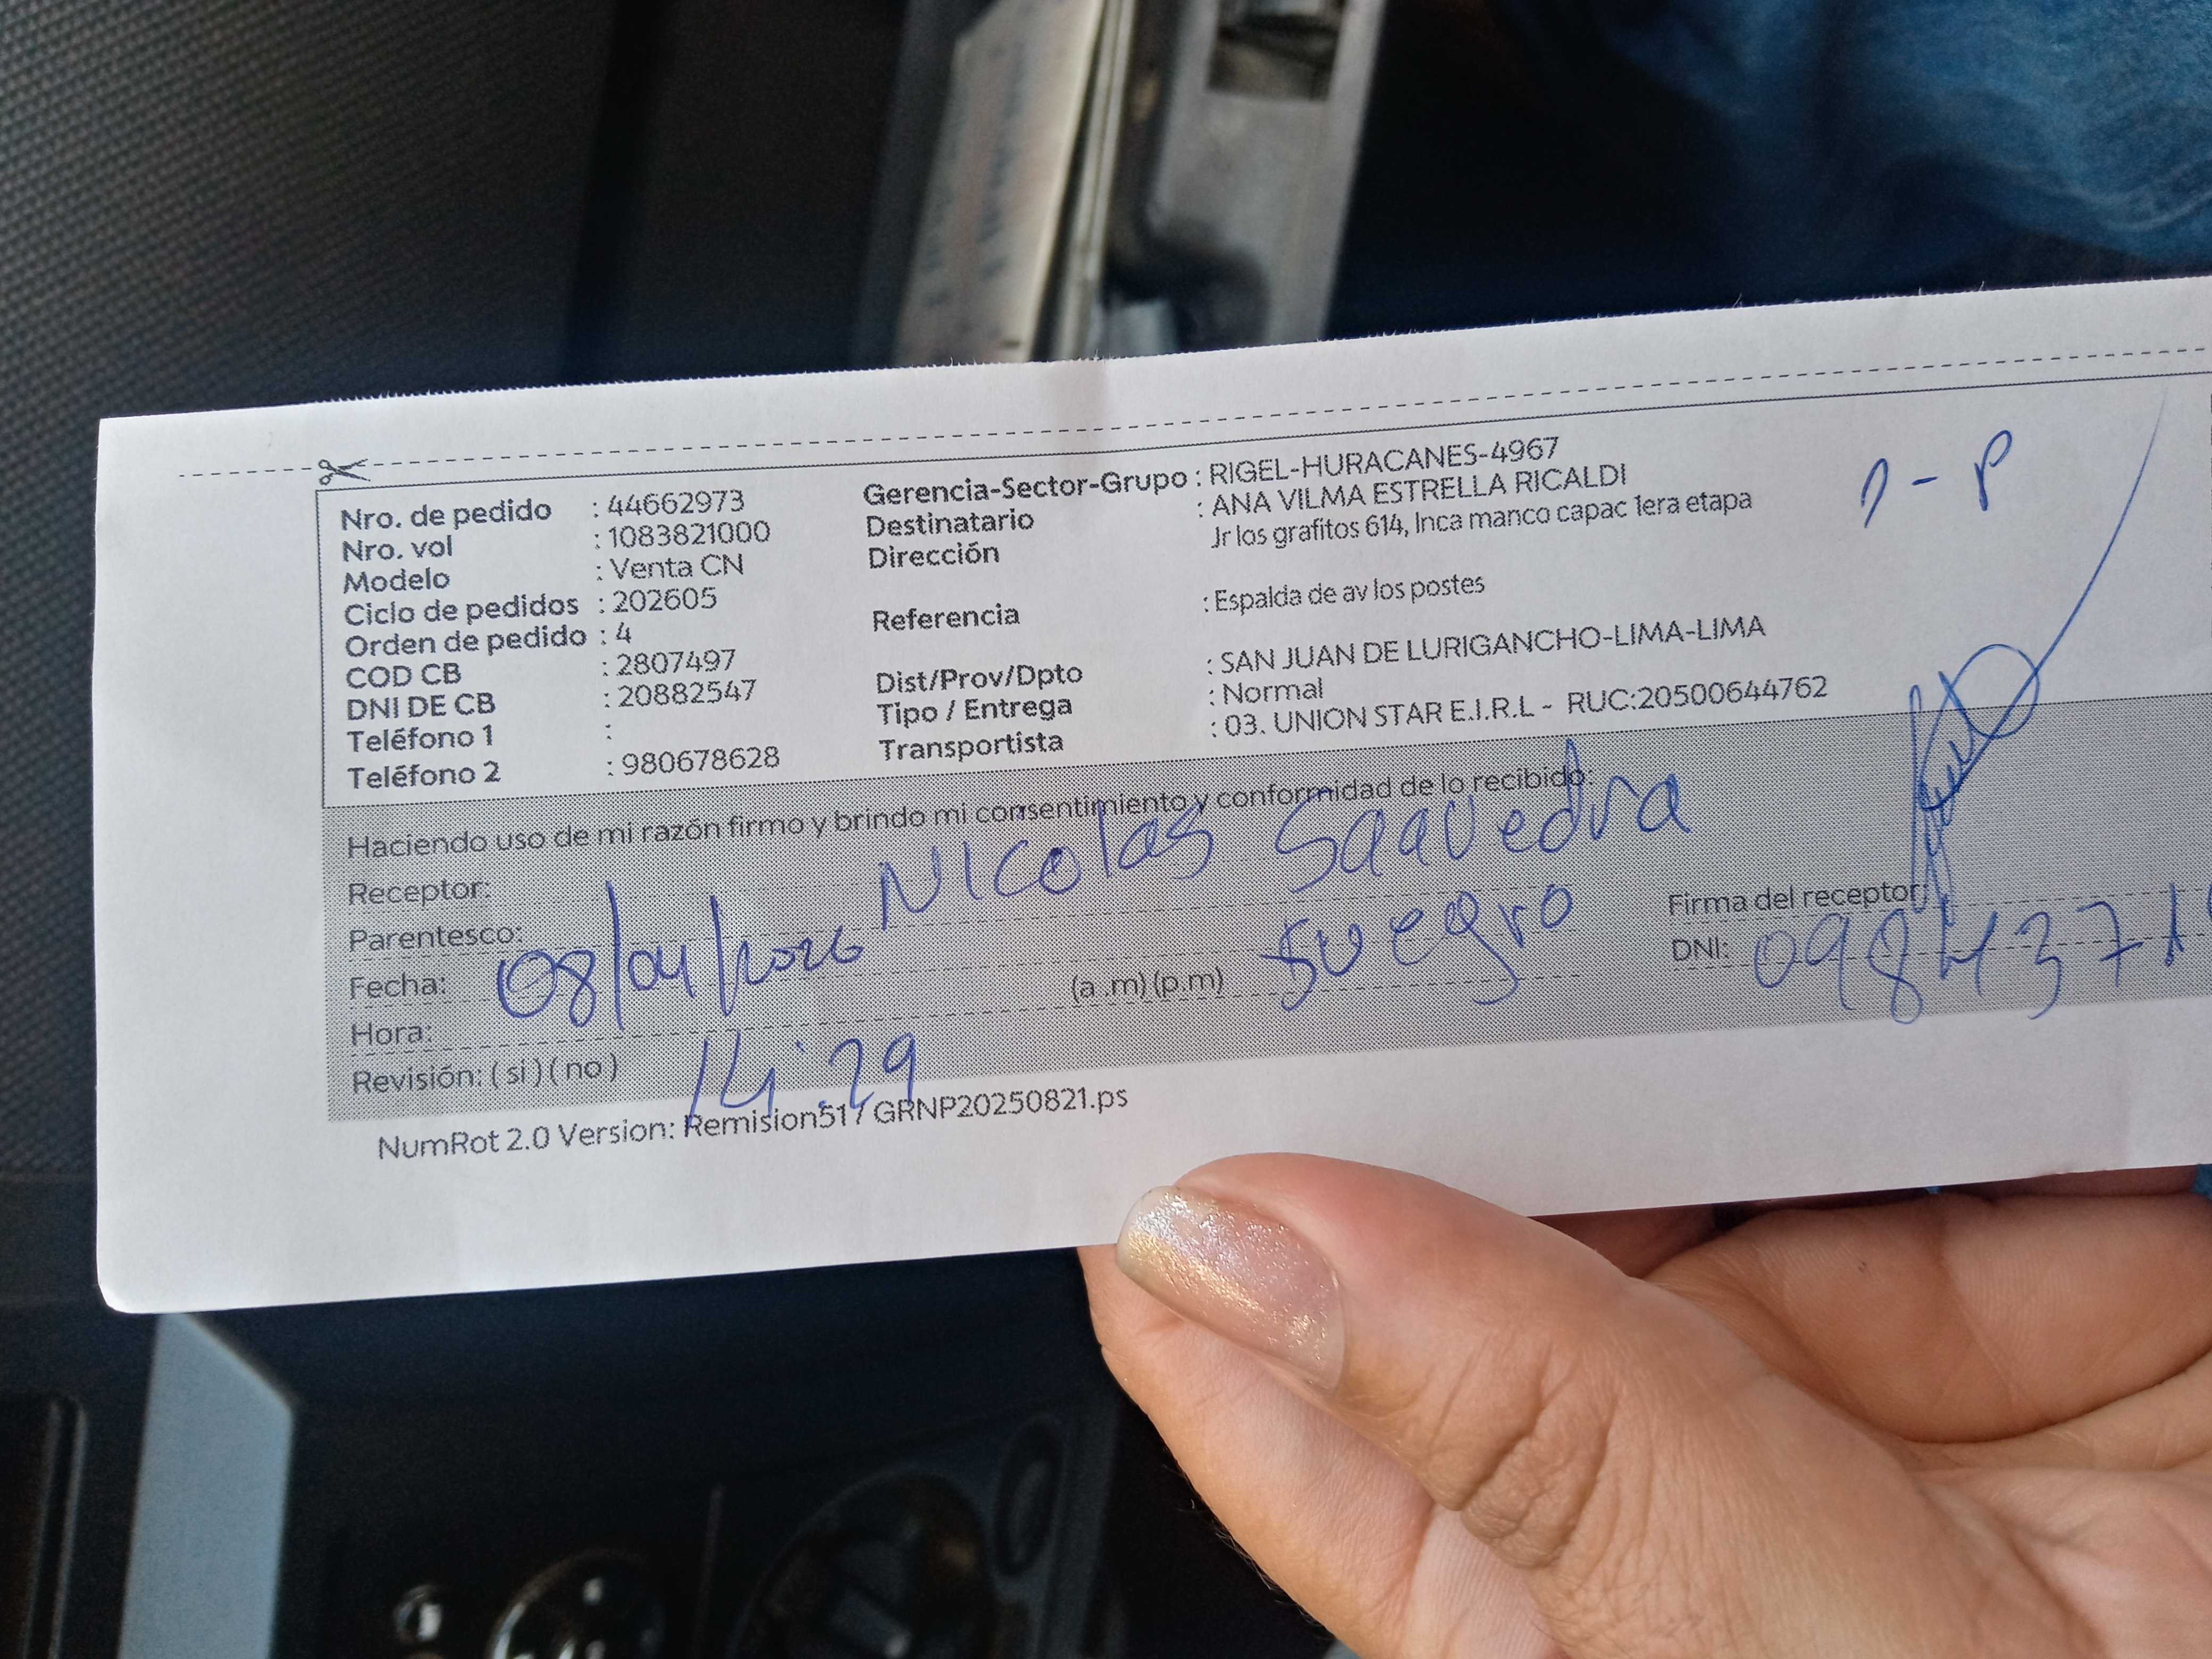 Nro. de pedido : 44662973
Nro. vol : 1083821000
Modelo : Venta CN
Ciclo de pedidos : 202605
Orden de pedido : 4
COD CB : 2807497
DNI DE CB : 20882547
Teléfono 1 :
Teléfono 2 : 980678628
Gerencia-Sector-Grupo : RIGEL-HURACANES-4967
Destinatario : ANA VILMA ESTRELLA RICALDI
Dirección Jr los grafitos 614, Inca manco capac 1era etapa
Referencia : Espalda de av los postes
Dist/Prov/Dpto : SAN JUAN DE LURIGANCHO-LIMA-LIMA
Tipo / Entrega : Normal
Transportista : 03. UNION STAR E.I.R.L - RUC:20500644762
1 - P
Haciendo uso de mi razón firmo y brindo mi consentimiento y conformidad de lo recibido:
Receptor: Nicolas Saavedra
Parentesco: suegro
Firma del receptor:
Fecha: 08/04/2026
DNI: 0984371
Hora: 14:29 (a .m) (p.m)
Revisión: ( si ) ( no )
NumRot 2.0 Version: Remision517 GRNP20250821.ps